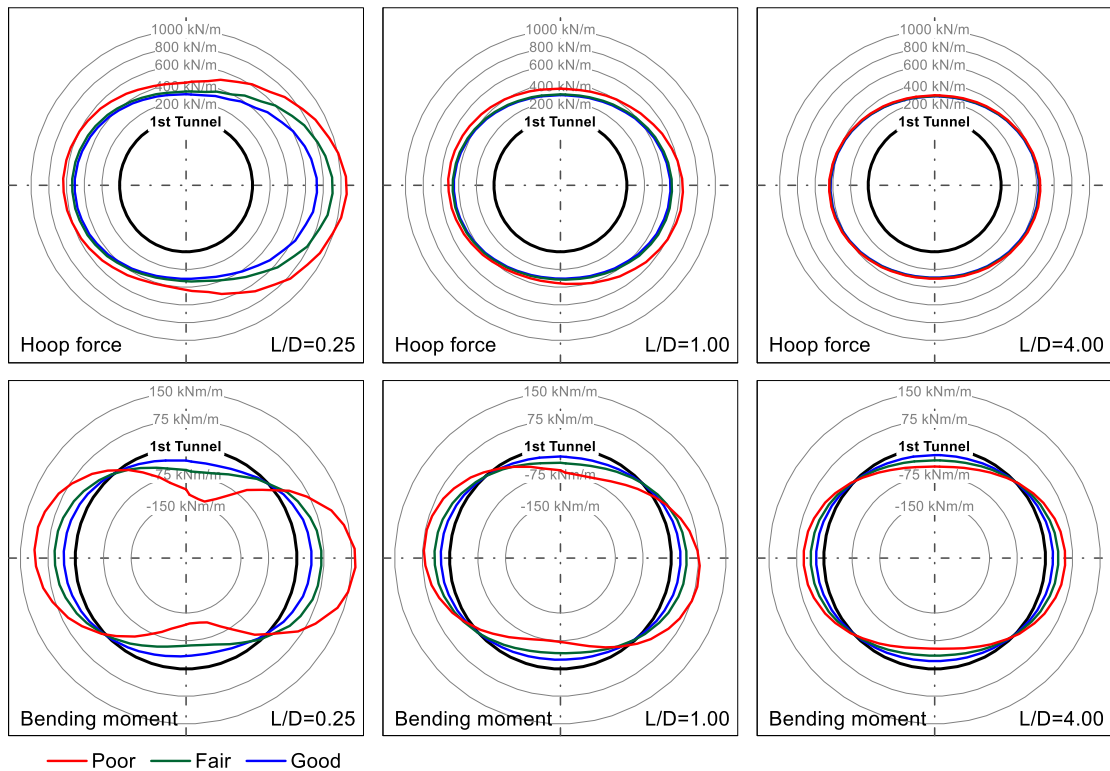 1000 kN/m
800 kN/m
600 kN/m
400 kN/m
200 kN/m
1st Tunnel
Hoop force
L/D=0.25
1000 kN/m
800 kN/m
600 kN/m
400 kN/m
200 kN/m
1st Tunnel
Hoop force
L/D=1.00
1000 kN/m
800 kN/m
600 kN/m
400 kN/m
200 kN/m
1st Tunnel
Hoop force
L/D=4.00
150 kNm/m
75 kNm/m
1st Tunnel
-75 kNm/m
-150 kNm/m
Bending moment
L/D=0.25
150 kNm/m
75 kNm/m
1st Tunnel
-75 kNm/m
-150 kNm/m
Bending moment
L/D=1.00
150 kNm/m
75 kNm/m
1st Tunnel
-75 kNm/m
-150 kNm/m
Bending moment
L/D=4.00
Poor Fair Good